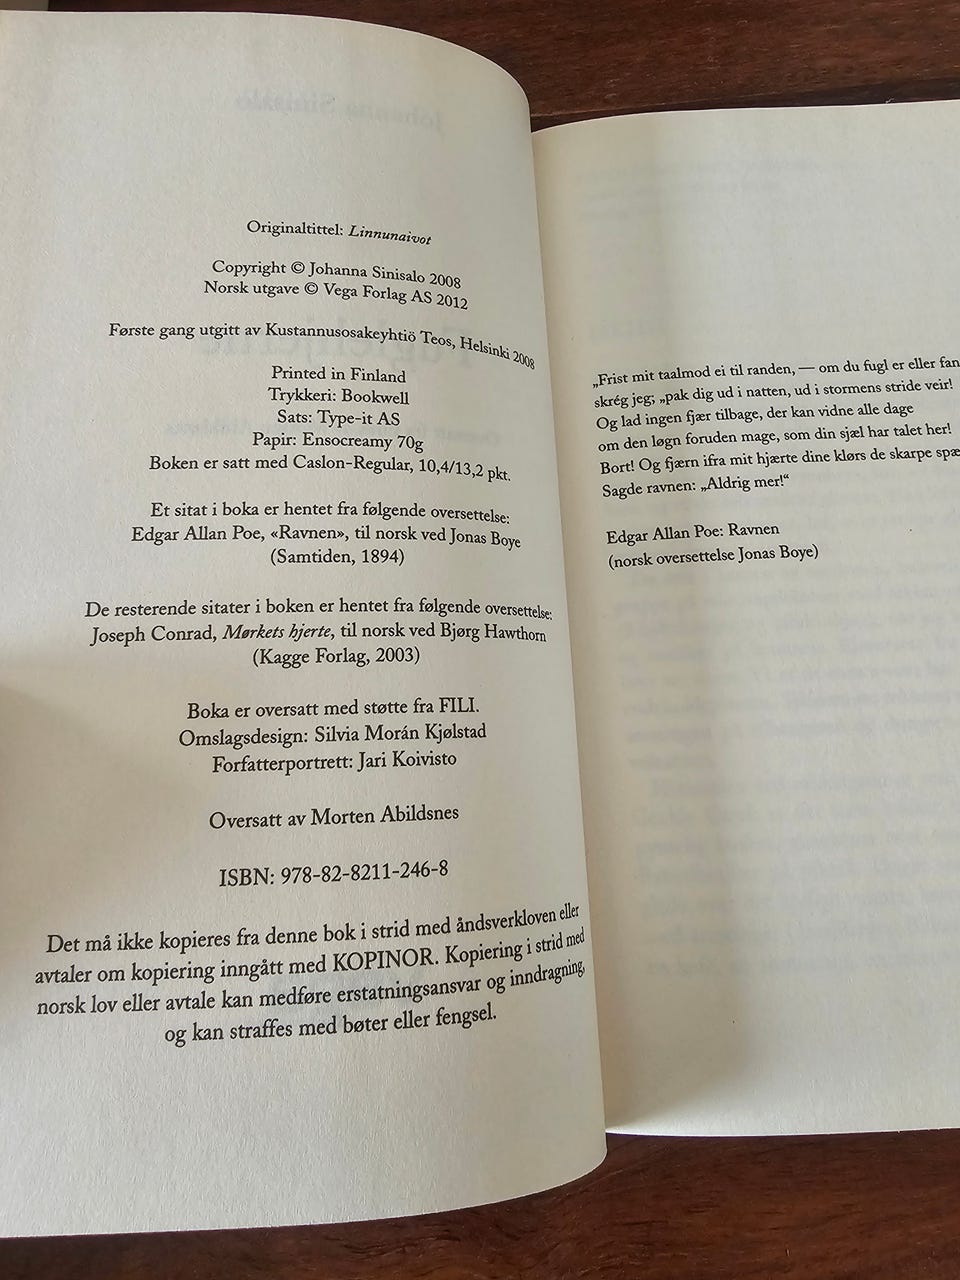 Originaltittel: Linnunaivot
Copyright © Johanna Sinisalo 2008
Norsk utgave © Vega Forlag AS 2012
Første gang utgitt av Kustannusosakeyhtiö Teos, Helsinki 2008
Printed in Finland
Trykkeri: Bookwell
Sats: Type-it AS
Papir: Ensocreamy 70g
Boken er satt med Caslon-Regular, 10,4/13,2 pkt.
Et sitat i boka er hentet fra følgende oversettelse:
Edgar Allan Poe, «Ravnen», til norsk ved Jonas Boye
(Samtiden, 1894)
De resterende sitater i boken er hentet fra følgende oversettelse:
Joseph Conrad, Mørkets hjerte, til norsk ved Bjørg Hawthorn
(Kagge Forlag, 2003)
Boka er oversatt med støtte fra FILI.
Omslagsdesign: Silvia Morán Kjølstad
Forfatterportrett: Jari Koivisto
Oversatt av Morten Abildsnes
ISBN: 978-82-8211-246-8
Det må ikke kopieres fra denne bok i strid med åndsverkloven eller
avtaler om kopiering inngått med KOPINOR. Kopiering i strid med
norsk lov eller avtale kan medføre erstatningsansvar og inndragning,
og kan straffes med bøter eller fengsel.
„Frist mit taalmod ei til randen, — om du fugl er eller
skrég jeg; „pak dig ud i natten, ud i stormens stride veir!
Og lad ingen fjær tilbage, der kan vidne alle dage
om den løgn foruden mage, som din sjæl har talet her!
Bort! Og fjærn ifra mit hjærte dine klørs de skarpe
Sagde ravnen: „Aldrig mer!“
Edgar Allan Poe: Ravnen
(norsk oversettelse Jonas Boye)